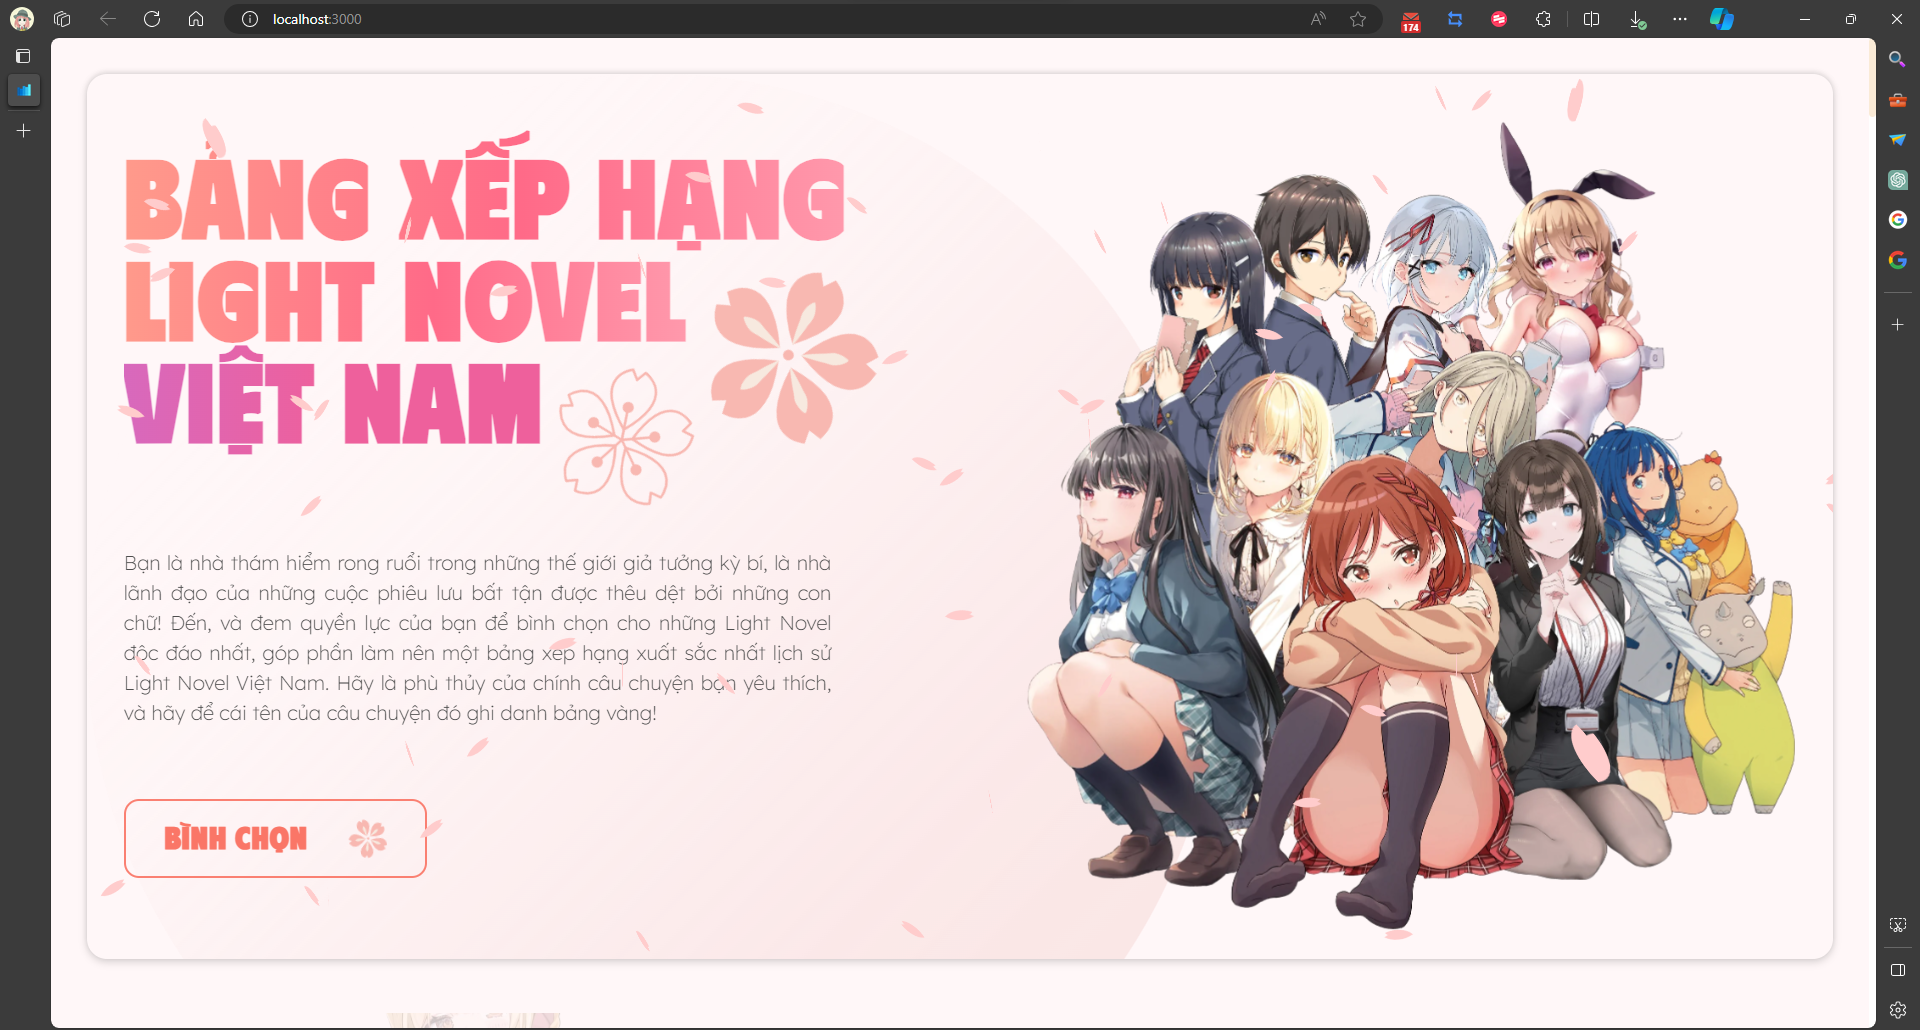 localhost:3000
174
BẢNG XẾP HẠNG
LIGHT NOVEL
VIỆT NAM
Bạn là nhà thám hiểm rong ruổi trong những thế giới giả tưởng kỳ bí, là nhà
lãnh đạo của những cuộc phiêu lưu bất tận được thêu dệt bởi những con
chữ! Đến, và đem quyền lực của bạn để bình chọn cho những Light Novel
độc đáo nhất, góp phần làm nên một bảng xếp hạng xuất sắc nhất lịch sử
Light Novel Việt Nam. Hãy là phù thủy của chính câu chuyện bạn yêu thích,
và hãy để cái tên của câu chuyện đó ghi danh bảng vàng!
BÌNH CHỌN